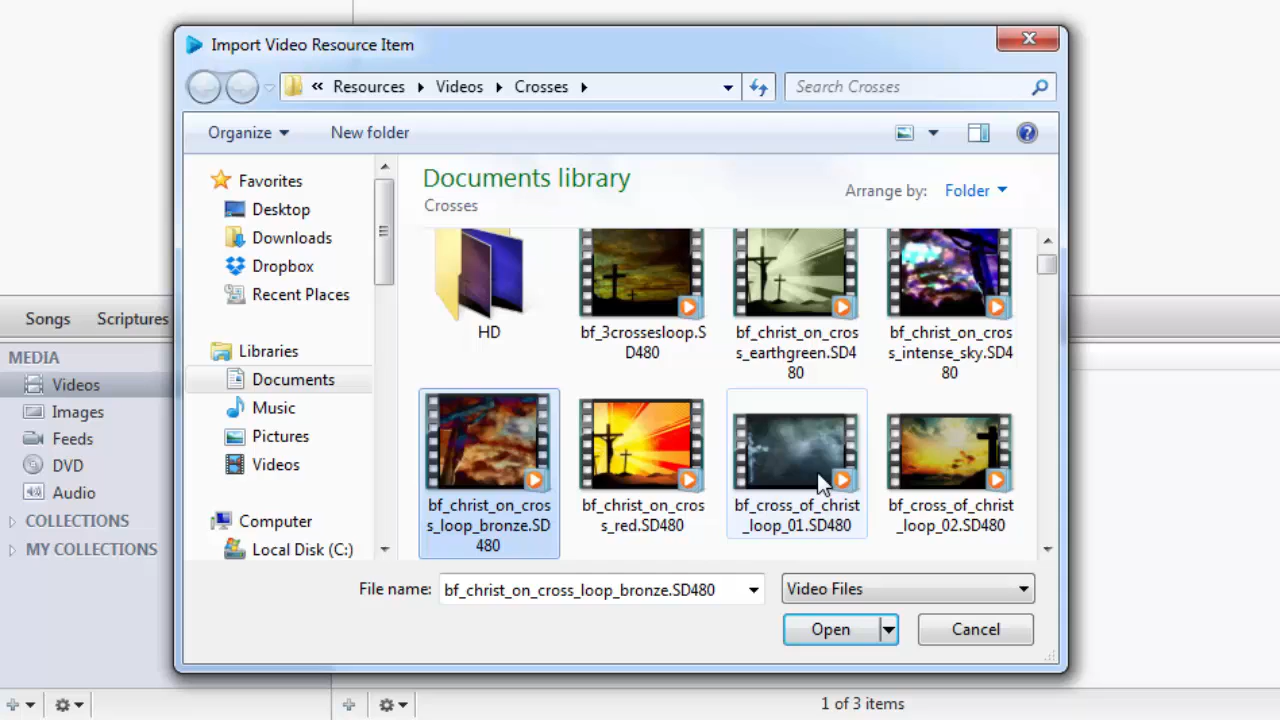 Import Video Resource Item
« Resources Videos Crosses
Search Crosses
Organize
New folder
Favorites
Desktop
Downloads
Dropbox
Recent Places
Libraries
Documents
Music
Pictures
Videos
Computer
Local Disk (C:)
Documents library
Crosses
Arrange by: Folder
HD
bf_3crossesloop.S
D480
bf_christ_on_cros
s_earthgreen.SD4
80
bf_christ_on_cros
s_intense_sky.SD4
80
bf_christ_on_cros
s_loop_bronze.SD
480
bf_christ_on_cros
s_red.SD480
bf_cross_of_christ
_loop_01.SD480
bf_cross_of_christ
_loop_02.SD480
File name: bf_christ_on_cross_loop_bronze.SD480
Video Files
Open
Cancel
Songs Scriptures
MEDIA
Videos
Images
Feeds
DVD
Audio
COLLECTIONS
MY COLLECTIONS
1 of 3 items